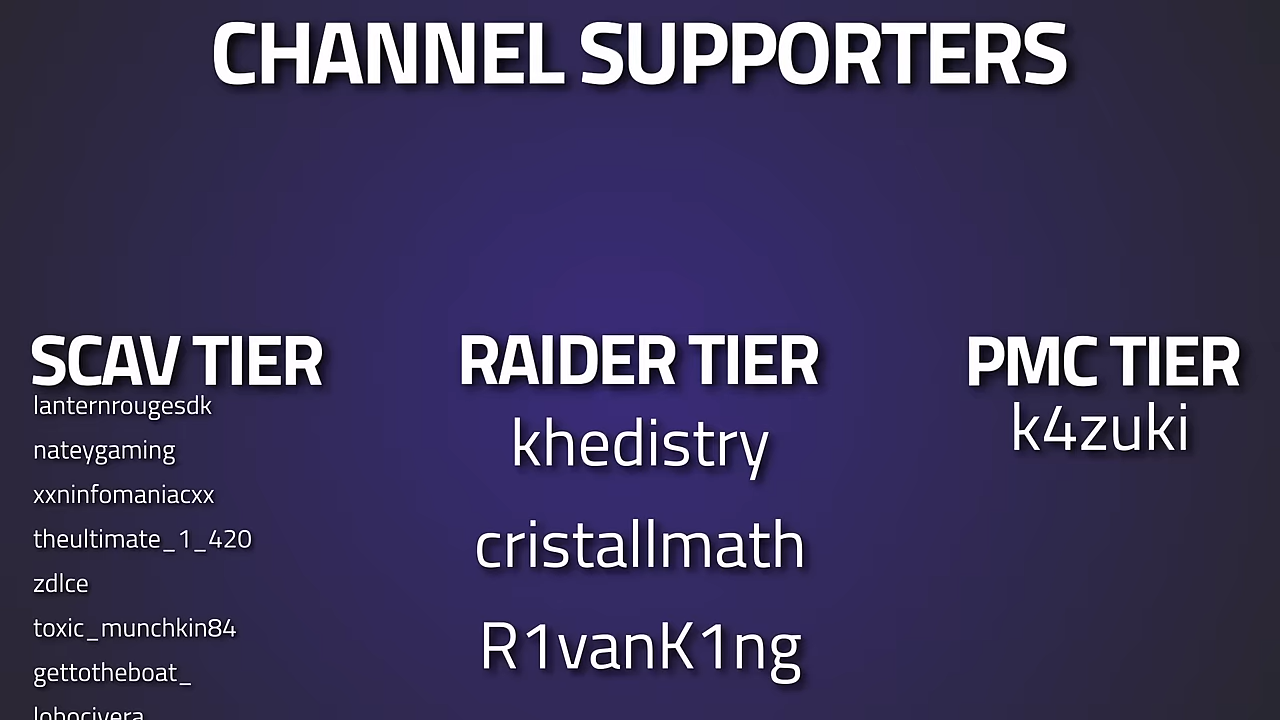 CHANNEL SUPPORTERS
SCAV TIER
lanternrougesdk
nateygaming
xxninfomaniacxx
theultimate_1_420
zdlce
toxic_munchkin84
gettotheboat_
RAIDER TIER
khedistry
cristallmath
R1vanK1ng
PMC TIER
k4zuki